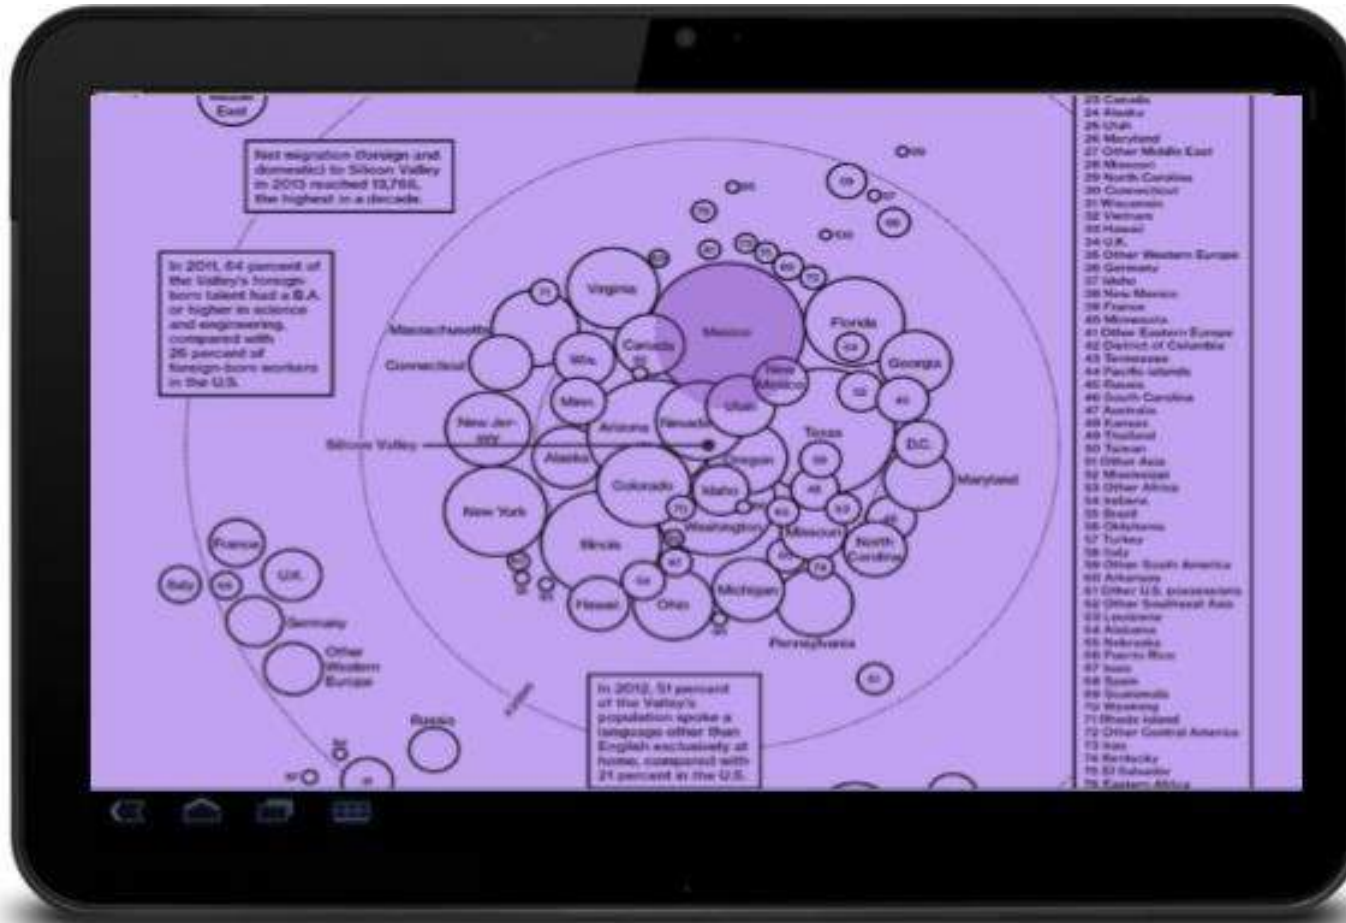 East
Net migration (foreign and
domestic) to Silicon Valley
in 2013 reached 13,766,
the highest in a decade.
In 2011, 64 percent of
the Valley's foreign-
born talent had a B.A.
or higher in science
and engineering,
compared with
26 percent of
foreign-born workers
in the U.S.
Virginia
Massachusetts
Connecticut
Canada
Mexico
Florida
Georgia
Wis.
Minn.
New
Mexico
Utah
New Jer-
sey
Arizona
Nevada
Texas
D.C.
Silicon Valley
Alaska
Oregon
Maryland
Colorado
Idaho
New York
Washington
Illinois
Missouri
North
Carolina
Hawaii
Ohio
Michigan
Pennsylvania
France
Italy
U.K.
Germany
Other
Western
Europe
Russia
In 2012, 51 percent
of the Valley's
population spoke a
language other than
English exclusively at
home, compared with
21 percent in the U.S.
23 Canada
24 Alaska
25 Utah
26 Maryland
27 Other Middle East
28 Missouri
29 North Carolina
30 Connecticut
31 Wisconsin
32 Vietnam
33 Hawaii
34 U.K.
35 Other Western Europe
36 Germany
37 Idaho
38 New Mexico
39 France
40 Minnesota
41 Other Eastern Europe
42 District of Columbia
43 Tennessee
44 Pacific islands
45 Russia
46 South Carolina
47 Australia
48 Kansas
49 Thailand
50 Taiwan
51 Other Asia
52 Mississippi
53 Other Africa
54 Indiana
55 Brazil
56 Oklahoma
57 Turkey
58 Italy
59 Other South America
60 Arkansas
61 Other U.S. possessions
62 Other Southeast Asia
63 Louisiana
64 Alabama
65 Nebraska
66 Puerto Rico
67 Iowa
68 Spain
69 Guatemala
70 Wyoming
71 Rhode Island
72 Other Central America
73 Iran
74 Kentucky
75 El Salvador
76 Eastern Africa